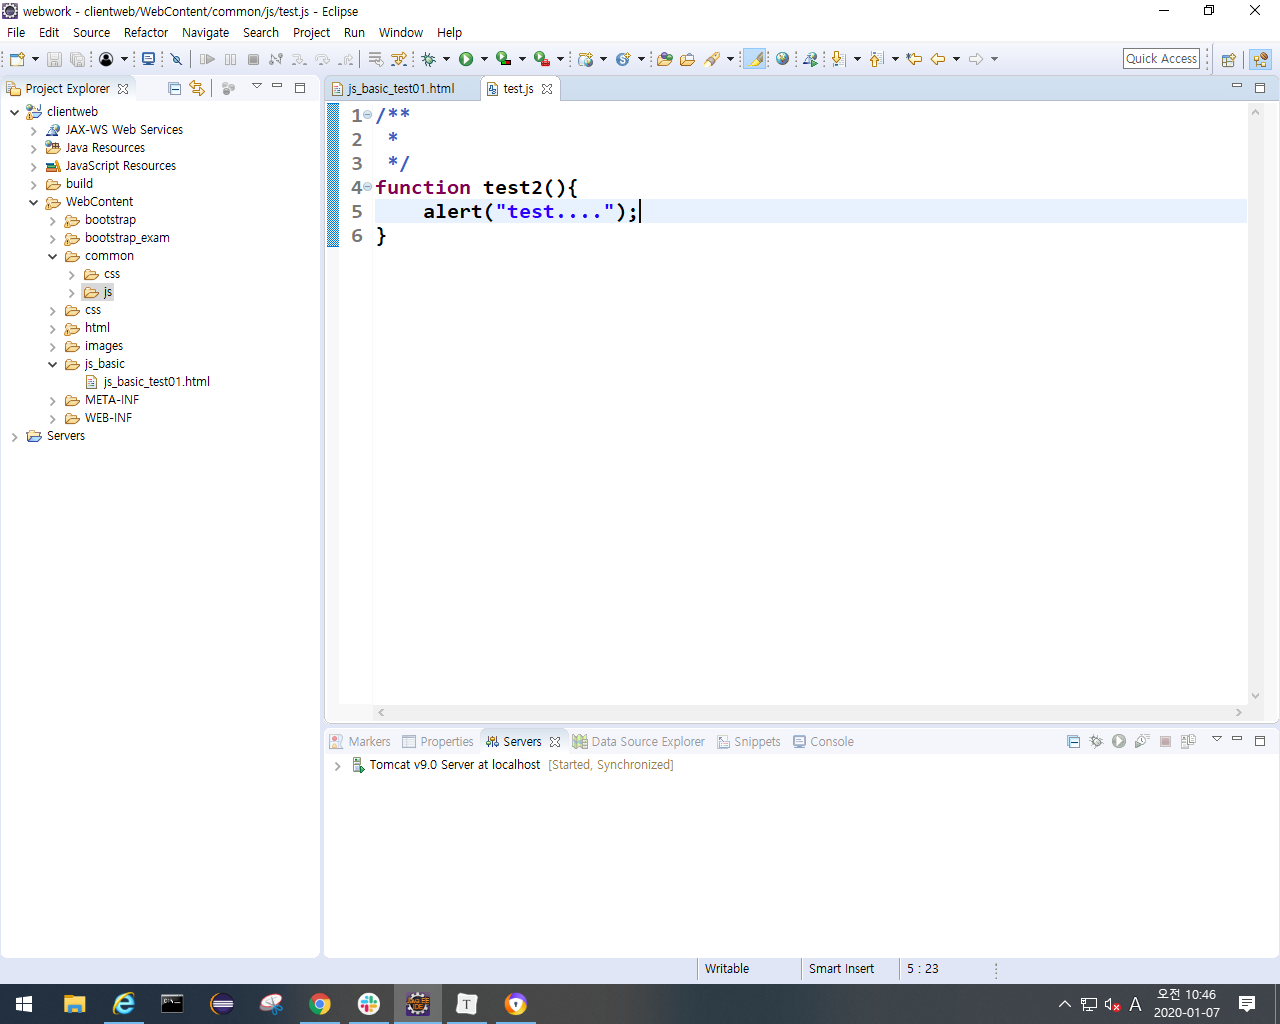 webwork - clientweb/WebContent/common/js/test.js - Eclipse
File Edit Source Refactor Navigate Search Project Run Window Help
Quick Access
Project Explorer
js_basic_test01.html
test.js
clientweb
JAX-WS Web Services
Java Resources
JavaScript Resources
build
WebContent
bootstrap
bootstrap_exam
common
css
js
css
html
images
js_basic
js_basic_test01.html
META-INF
WEB-INF
Servers
1 /**
2  *
3  */
4 function test2(){
5     alert("test....");
6 }
Markers Properties Servers Data Source Explorer Snippets Console
Tomcat v9.0 Server at localhost [Started, Synchronized]
Writable Smart Insert 5 : 23
JAVA EE IDE
T
A
오전 10:46
2020-01-07